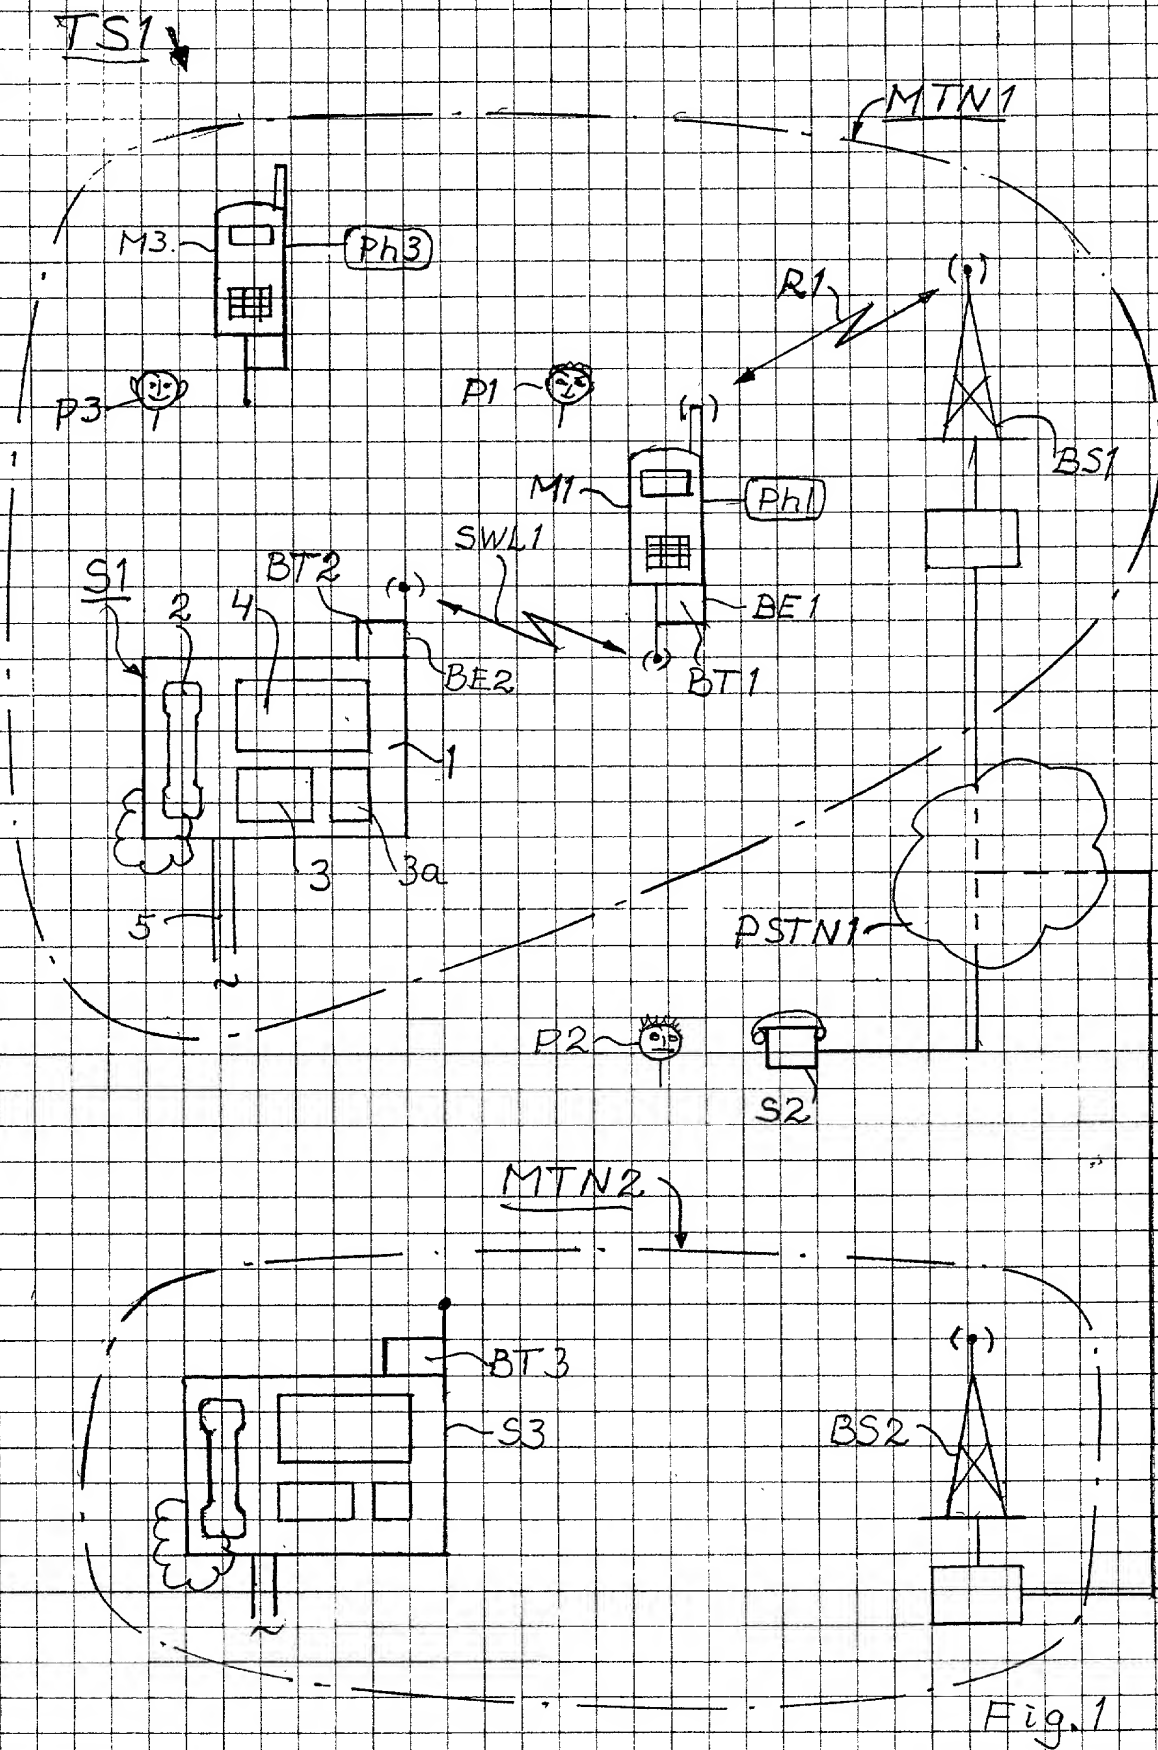 TS1
MTN1
M3
Ph3
R1
P3
P1
BS1
M1
Ph1
SWL1
S1
BT2
2
4
BE1
BE2
BT1
1
3
3a
5
PSTN1
P2
S2
MTN2
BT3
S3
BS2
Fig. 1